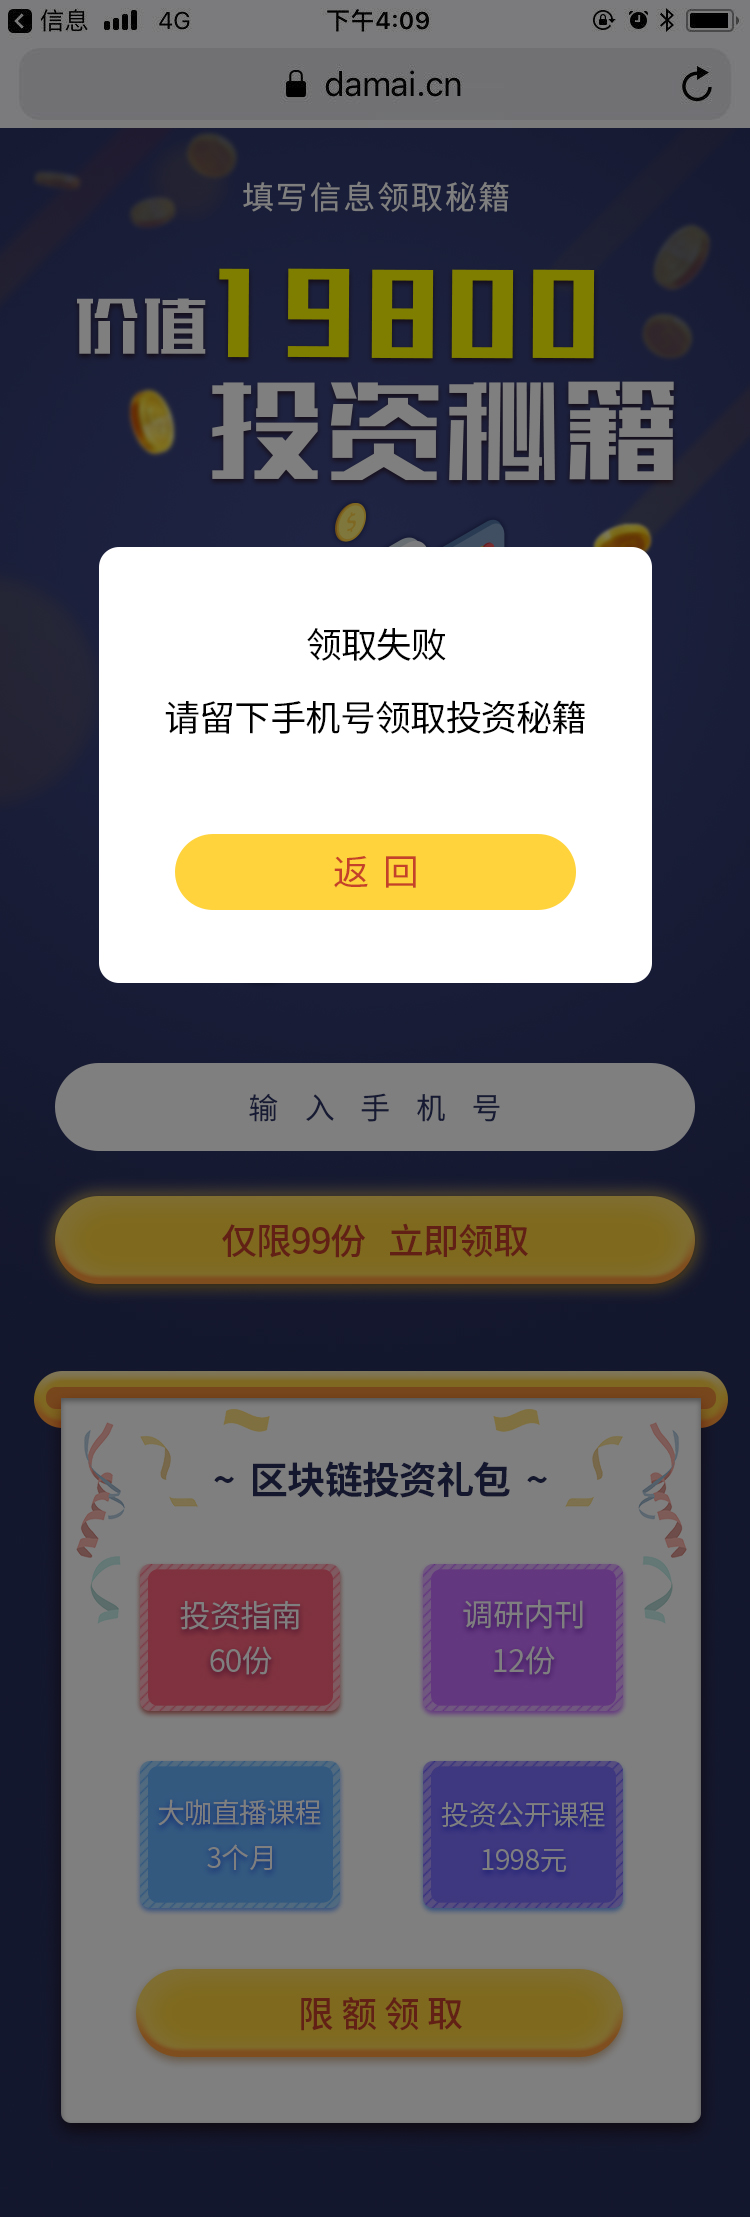 信息 4G 下午4:09
damai.cn
填写信息领取秘籍
价值19800
投资秘籍
领取失败
请留下手机号领取投资秘籍
返 回
输 入 手 机 号
仅限99份 立即领取
~ 区块链投资礼包 ~
投资指南
60份
调研内刊
12份
大咖直播课程
3个月
投资公开课程
1998元
限额领取